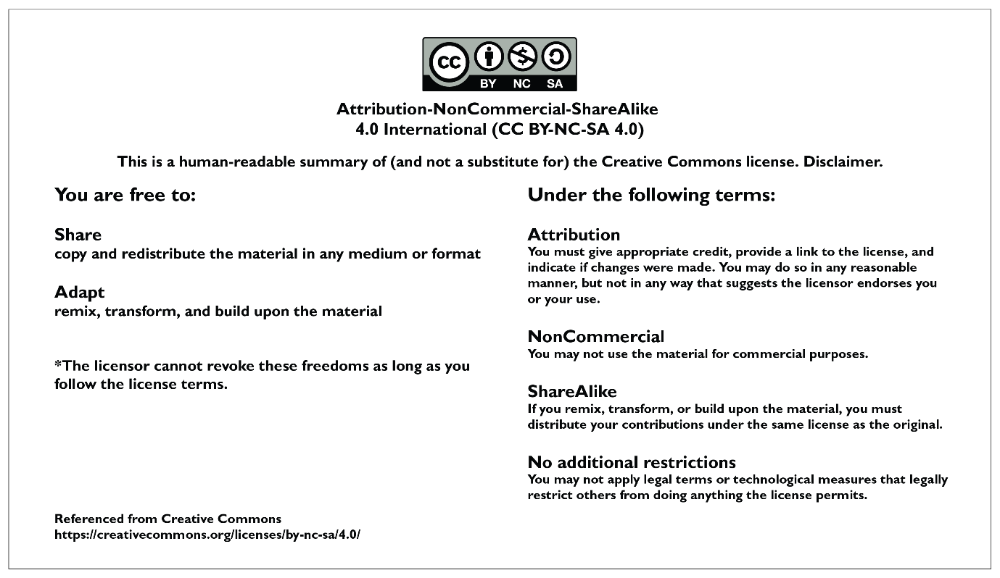 cc
BY NC SA
Attribution-NonCommercial-ShareAlike
4.0 International (CC BY-NC-SA 4.0)
This is a human-readable summary of (and not a substitute for) the Creative Commons license. Disclaimer.
You are free to:
Share
copy and redistribute the material in any medium or format
Adapt
remix, transform, and build upon the material
*The licensor cannot revoke these freedoms as long as you
follow the license terms.
Referenced from Creative Commons
https://creativecommons.org/licenses/by-nc-sa/4.0/
Under the following terms:
Attribution
You must give appropriate credit, provide a link to the license, and
indicate if changes were made. You may do so in any reasonable
manner, but not in any way that suggests the licensor endorses you
or your use.
NonCommercial
You may not use the material for commercial purposes.
ShareAlike
If you remix, transform, or build upon the material, you must
distribute your contributions under the same license as the original.
No additional restrictions
You may not apply legal terms or technological measures that legally
restrict others from doing anything the license permits.